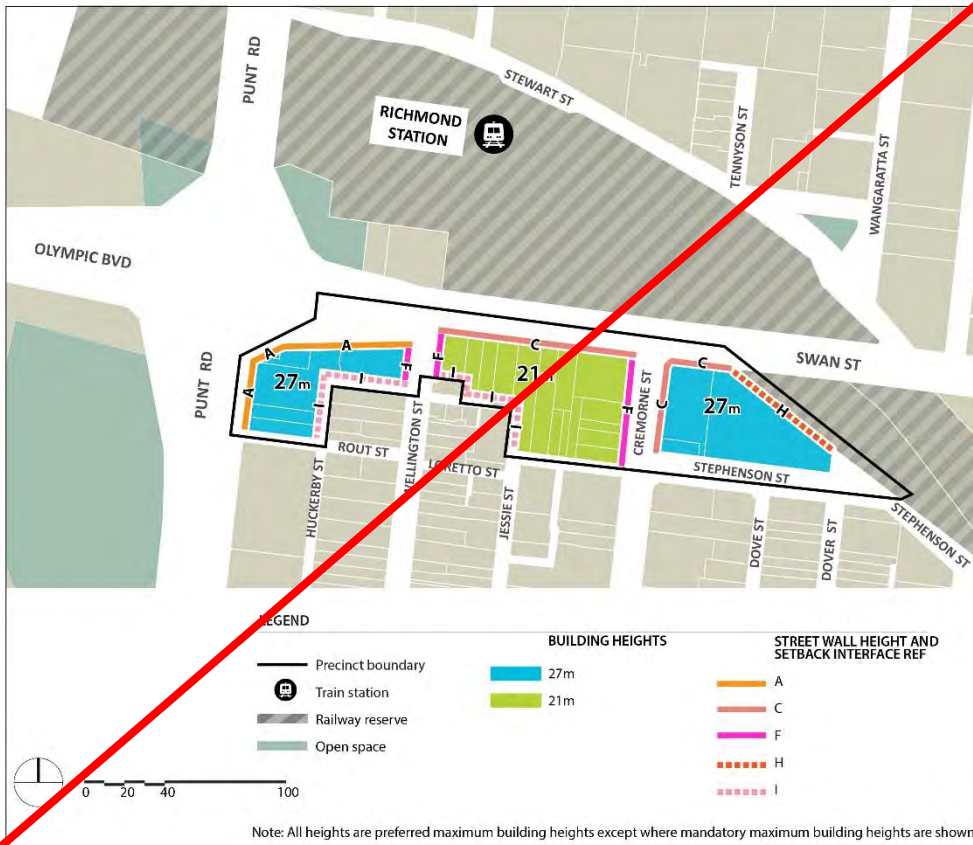 PUNT RD
STEWART ST
RICHMOND
STATION
TENNYSON ST
WANGARATTA ST
OLYMPIC BVD
SWAN ST
PUNT RD
A
A
A
F
F
C
C
C
F
F
H
I
I
I
I
I
27m
21
27m
CREMORNE ST
ROUT ST
HUCKERBY ST
WELLINGTON ST
LORETTO ST
JESSIE ST
STEPHENSON ST
DOVE ST
DOVER ST
STEPHENSON ST
LEGEND
Precinct boundary
Train station
Railway reserve
Open space
BUILDING HEIGHTS
27m
21m
STREET WALL HEIGHT AND
SETBACK INTERFACE REF
A
C
F
H
I
0 20 40 100
Note: All heights are preferred maximum building heights except where mandatory maximum building heights are shown